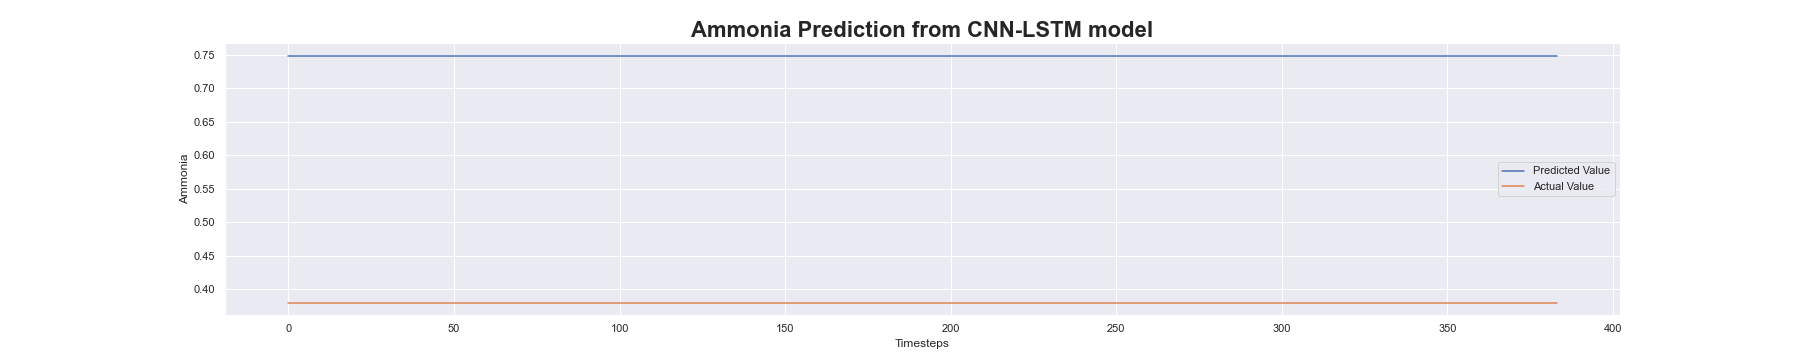 Ammonia Prediction from CNN-LSTM model
0.75
0.70
0.65
0.60
0.55
0.50
0.45
0.40
Ammonia
Predicted Value
Actual Value
0 50 100 150 200 250 300 350 400
Timesteps